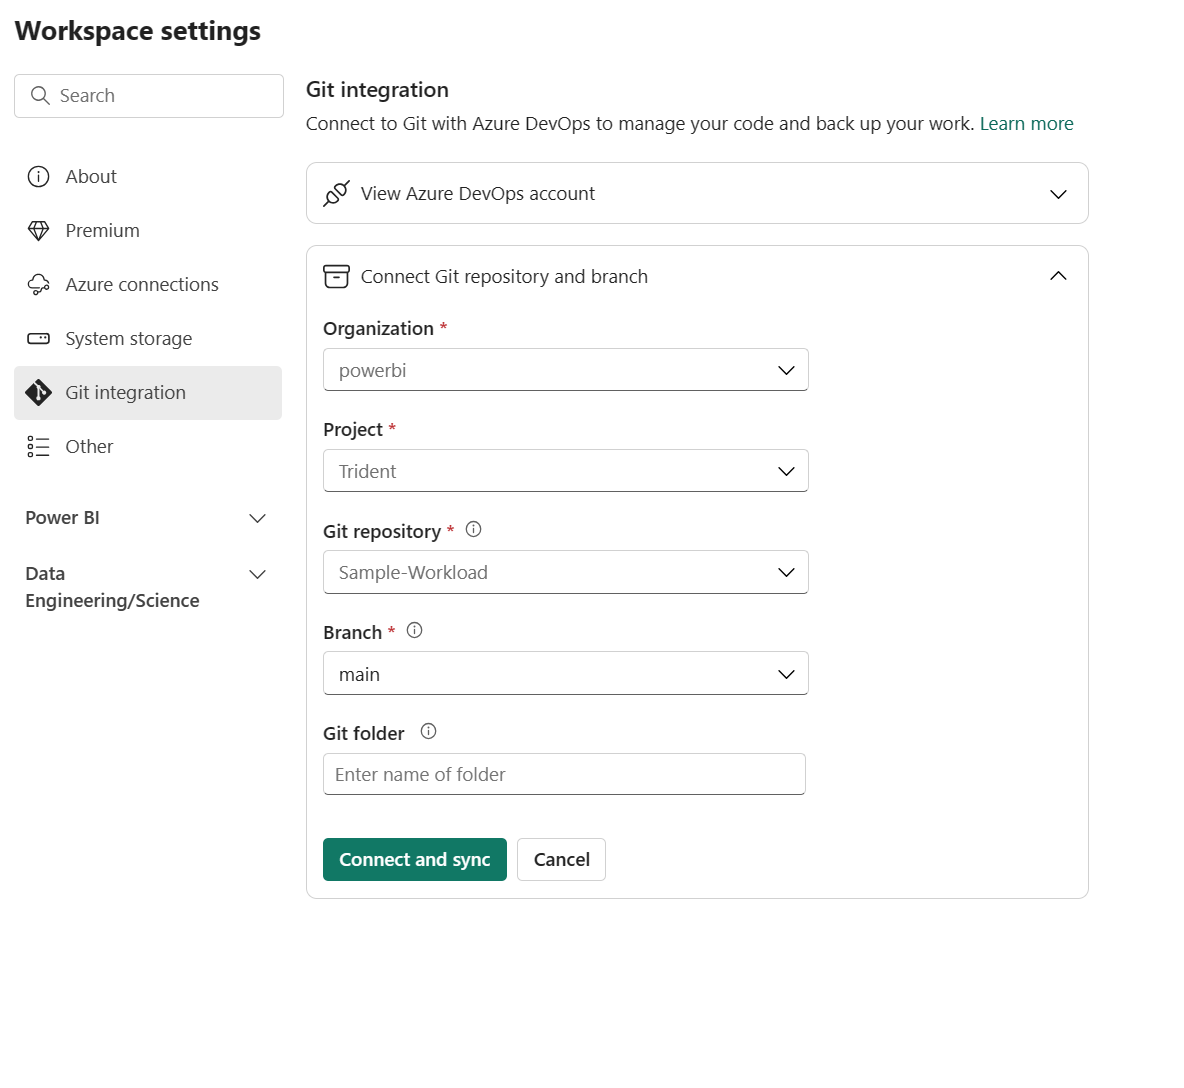 Workspace settings
Search
About
Premium
Azure connections
System storage
Git integration
Other
Power BI
Data
Engineering/Science
Git integration
Connect to Git with Azure DevOps to manage your code and back up your work. Learn more
View Azure DevOps account
Connect Git repository and branch
Organization *
powerbi
Project *
Trident
Git repository *
Sample-Workload
Branch *
main
Git folder
Enter name of folder
Connect and sync
Cancel